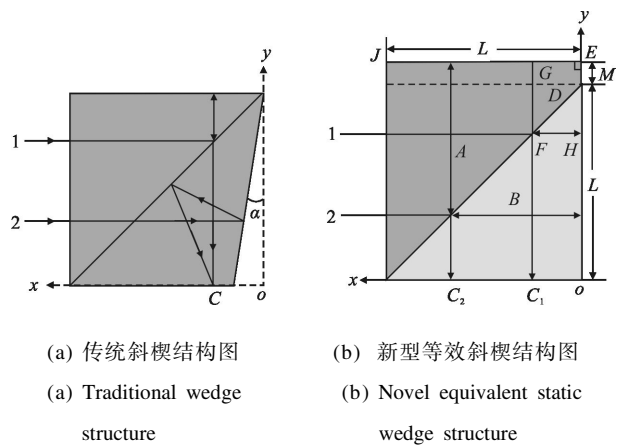 y
1
2
α
x
C
o
y
J
L
E
G
M
D
1
A
F
H
L
2
B
x
C₂
C₁
o
(a) 传统斜楔结构图
(a) Traditional wedge
structure
(b) 新型等效斜楔结构图
(b) Novel equivalent static
wedge structure